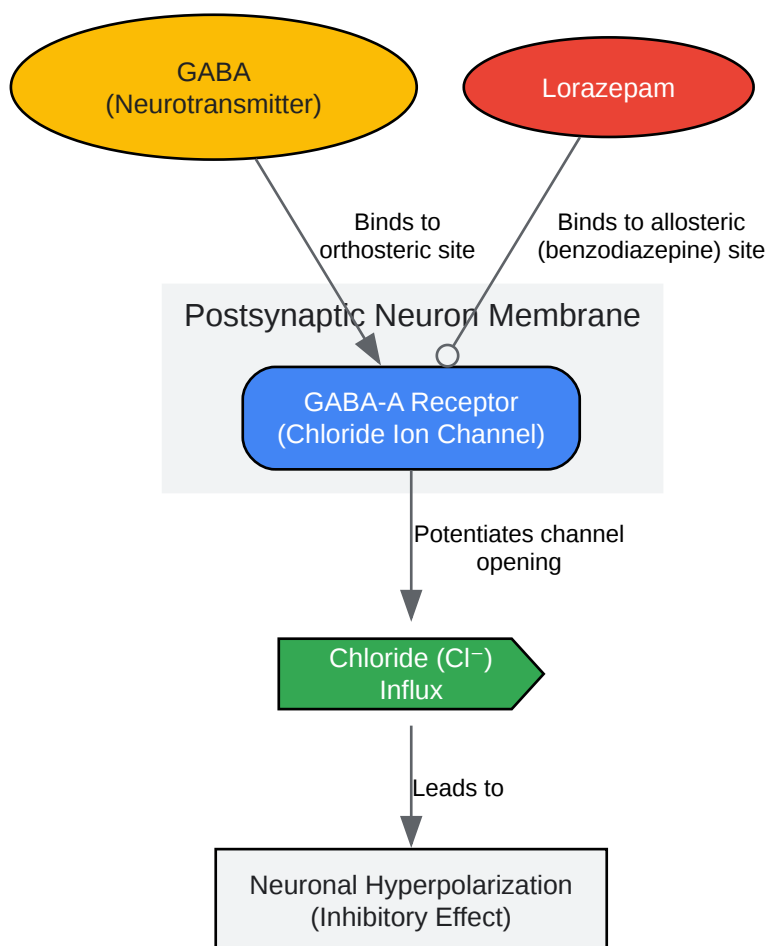 GABA
(Neurotransmitter)
Lorazepam
Binds to
orthosteric site
Binds to allosteric
(benzodiazepine) site
Postsynaptic Neuron Membrane
GABA-A Receptor
(Chloride Ion Channel)
Potentiates channel
opening
Chloride (Cl⁻)
Influx
Leads to
Neuronal Hyperpolarization
(Inhibitory Effect)